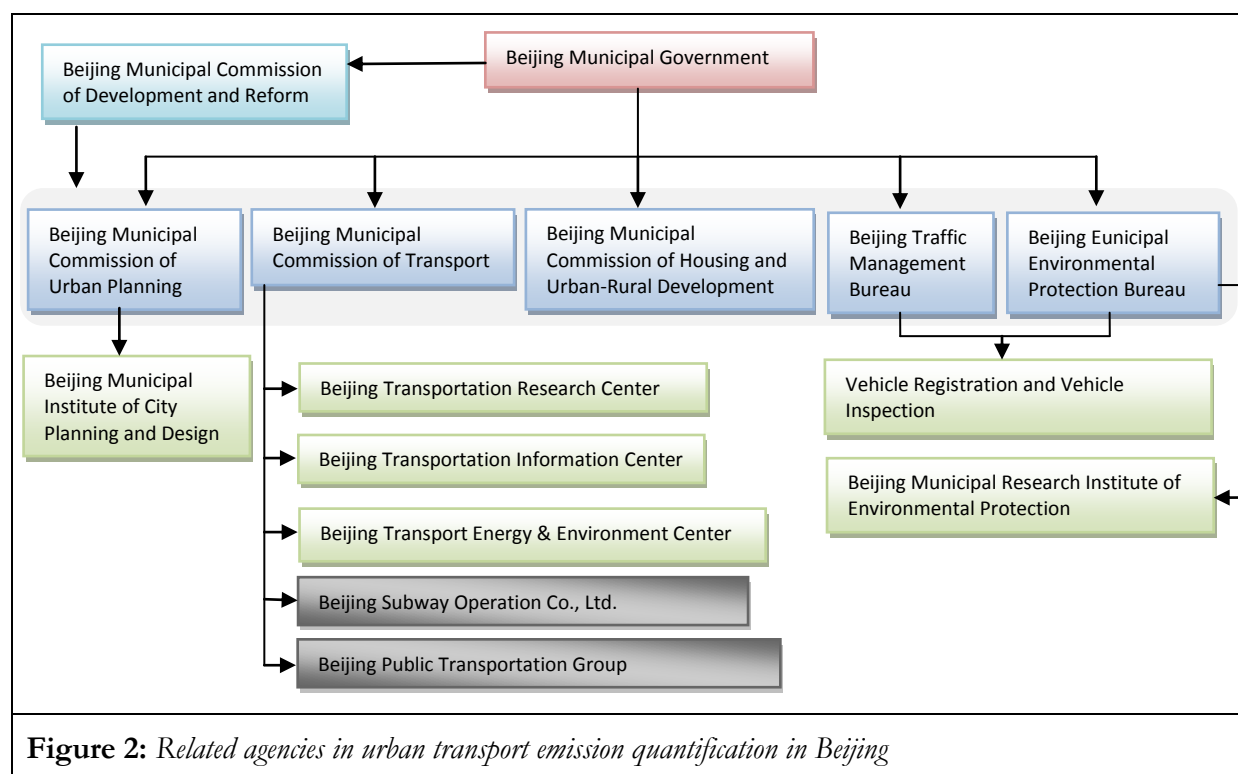 Beijing Municipal Government
Beijing Municipal Commission
of Development and Reform
Beijing Municipal
Commission of
Urban Planning
Beijing Municipal
Commission of Transport
Beijing Municipal
Commission of Housing and
Urban-Rural Development
Beijing Traffic
Management
Bureau
Beijing Eunicipal
Environmental
Protection Bureau
Beijing Municipal
Institute of City
Planning and Design
Beijing Transportation Research Center
Beijing Transportation Information Center
Beijing Transport Energy & Environment Center
Beijing Subway Operation Co., Ltd.
Beijing Public Transportation Group
Vehicle Registration and Vehicle
Inspection
Beijing Municipal Research Institute of
Environmental Protection
Figure 2: Related agencies in urban transport emission quantification in Beijing